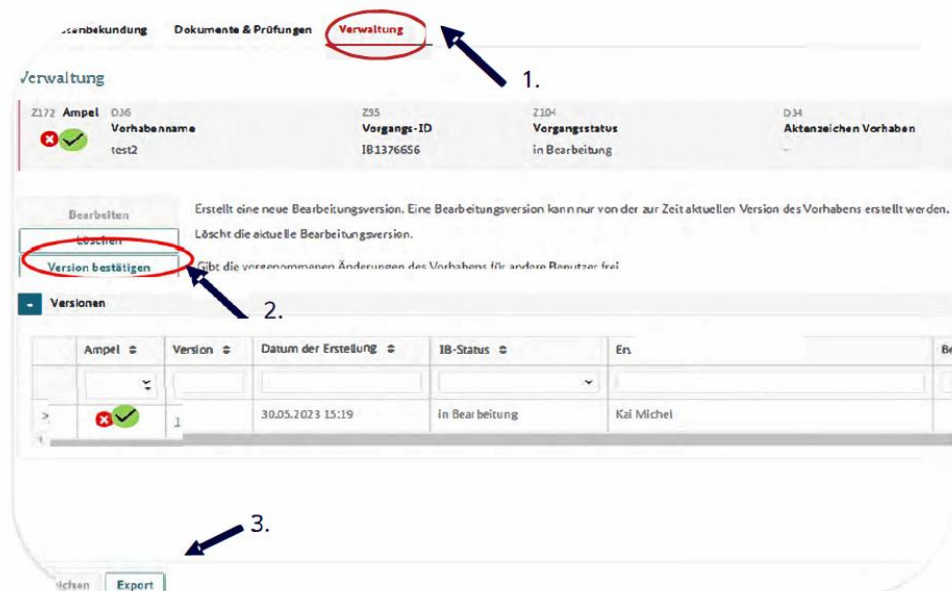 Dokumente & Prüfungen Verwaltung
1.
Verwaltung
Z172 Ampel D36 Z95 Z104 D34
Vorhabenname Vorgangs-ID Vorgangsstatus Aktenzeichen Vorhaben
test2 IB1376656 in Bearbeitung –
Bearbeiten Erstellt eine neue Bearbeitungsversion. Eine Bearbeitungsversion kann nur von der zur Zeit aktuellen Version des Vorhabens erstellt werden.
Löschen Löscht die aktuelle Bearbeitungsversion.
Version bestätigen Gibt die vorgenommenen Änderungen des Vorhabens für andere Benutzer frei
2.
- Versionen
Ampel Version Datum der Erstellung IB-Status
> 1 30.05.2023 15:19 in Bearbeitung Kai Michel
3.
Export